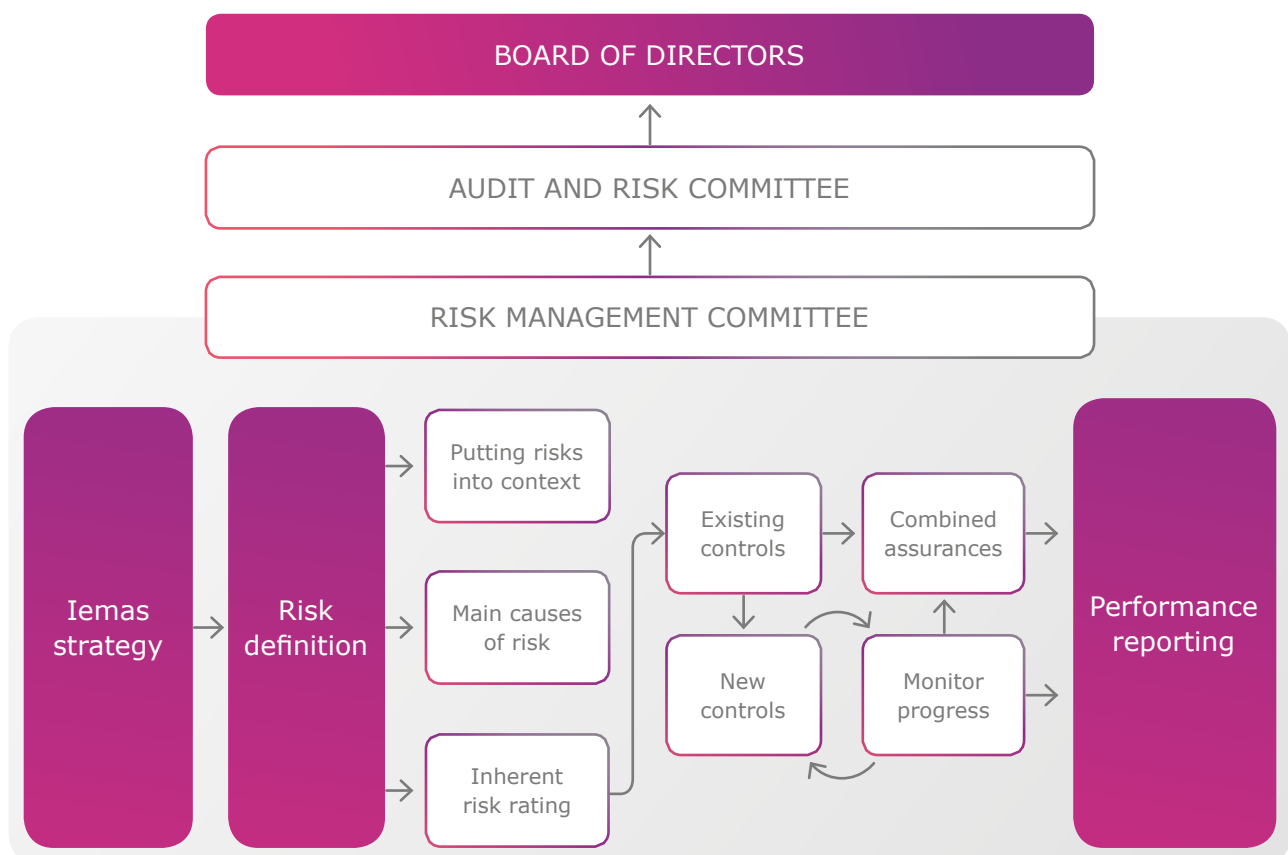 BOARD OF DIRECTORS
AUDIT AND RISK COMMITTEE
RISK MANAGEMENT COMMITTEE
Iemas
strategy
Risk
definition
Putting risks
into context
Main causes
of risk
Inherent
risk rating
Existing
controls
New
controls
Combined
assurances
Monitor
progress
Performance
reporting